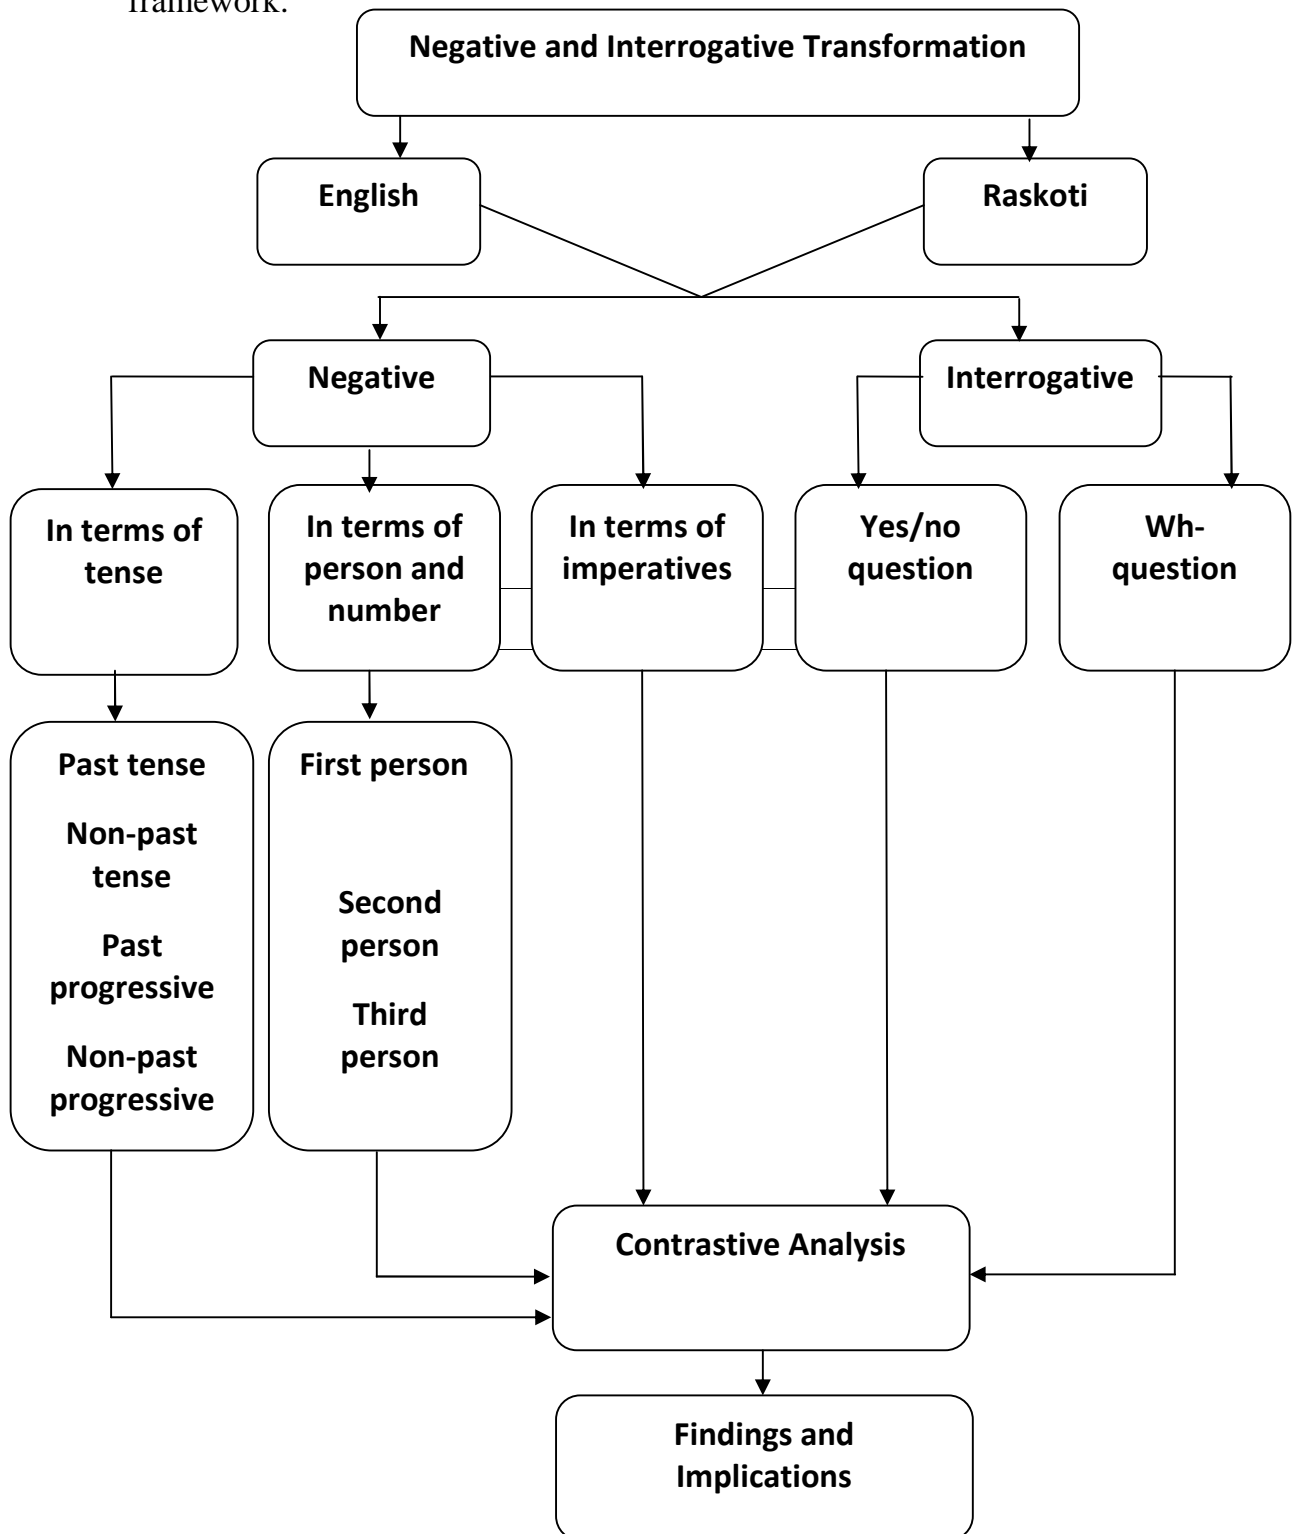 framework.
Negative and Interrogative Transformation
English
Raskoti
Negative
Interrogative
In terms of
tense
In terms of
person and
number
In terms of
imperatives
Yes/no
question
Wh-
question
Past tense
Non-past
tense
Past
progressive
Non-past
progressive
First person
Second
person
Third
person
Contrastive Analysis
Findings and
Implications